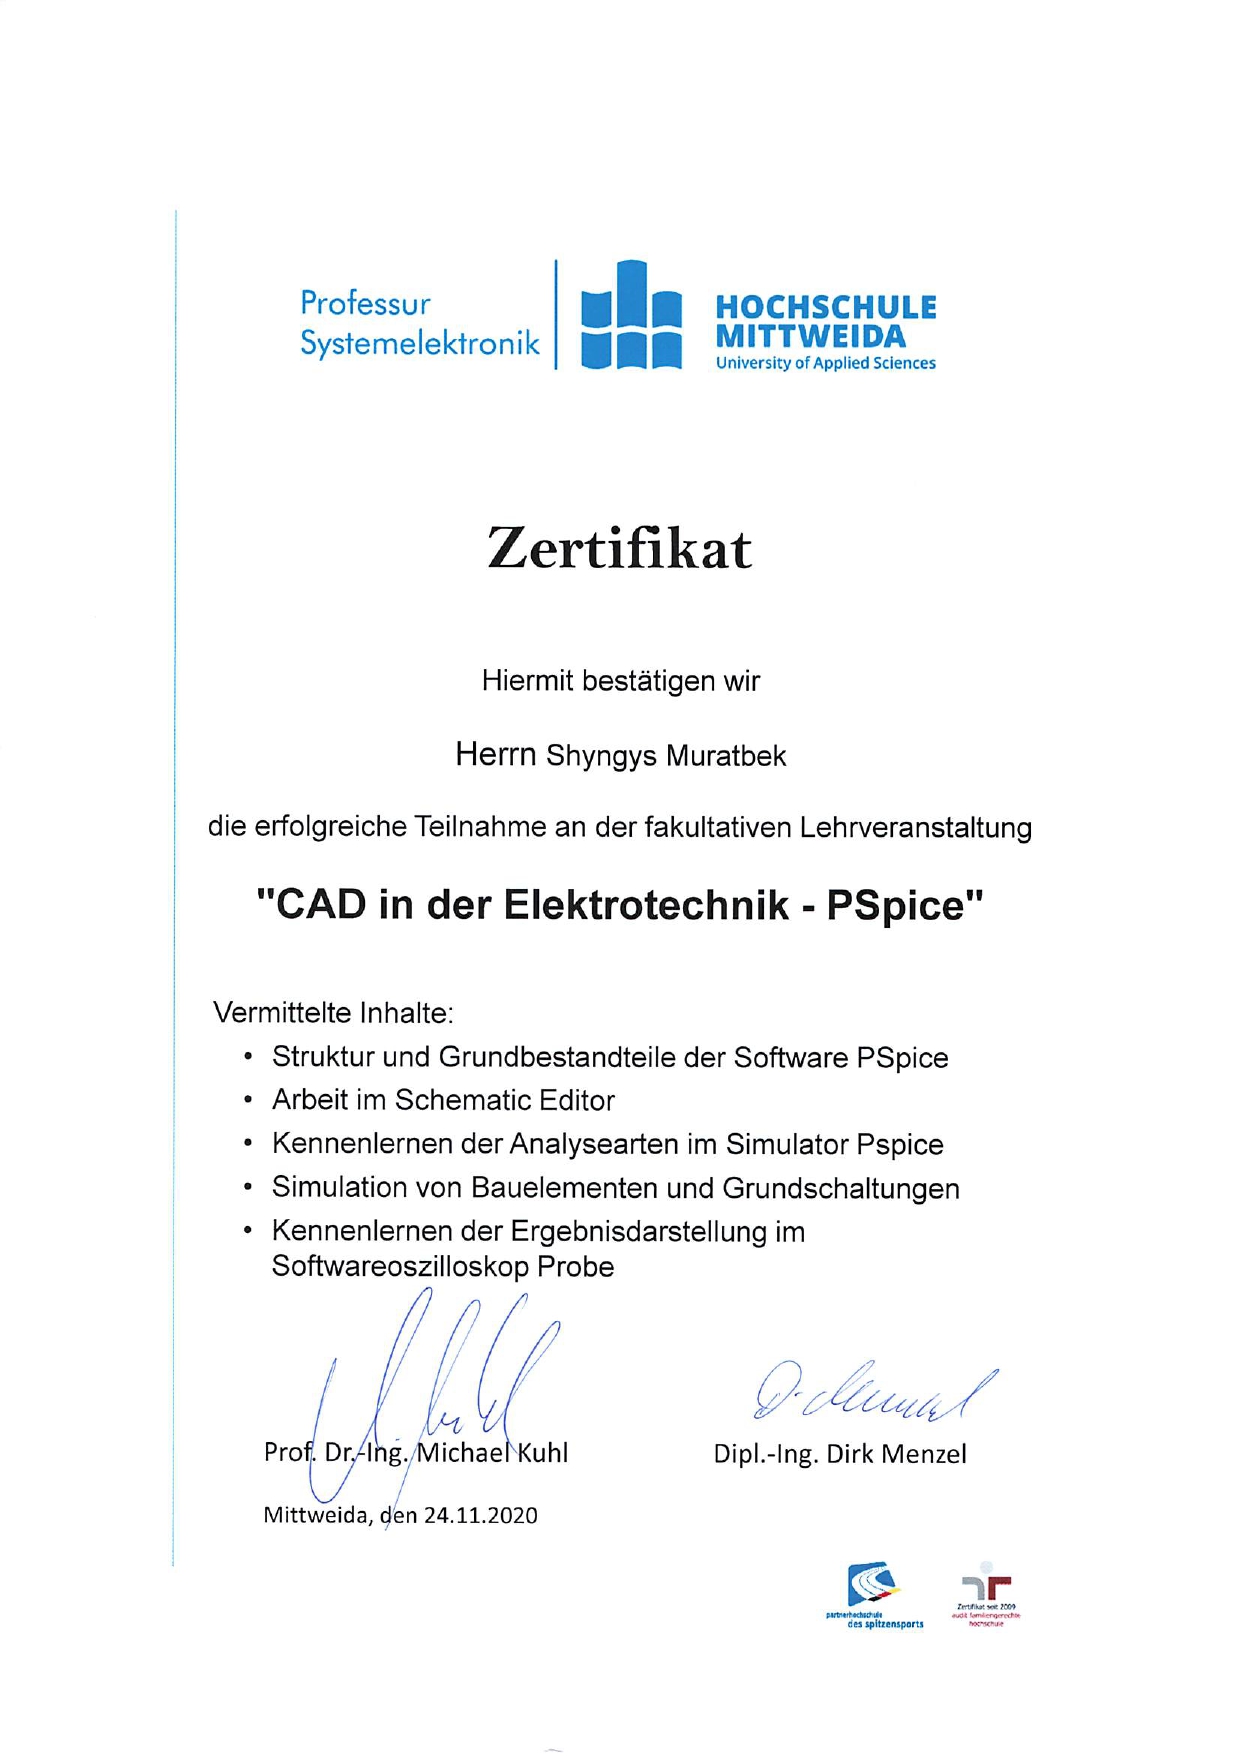 Professur
Systemelektronik
HOCHSCHULE
MITTWEIDA
University of Applied Sciences
Zertifikat
Hiermit bestätigen wir
Herrn Shyngys Muratbek
die erfolgreiche Teilnahme an der fakultativen Lehrveranstaltung
"CAD in der Elektrotechnik - PSpice"
Vermittelte Inhalte:
• Struktur und Grundbestandteile der Software PSpice
• Arbeit im Schematic Editor
• Kennenlernen der Analysearten im Simulator Pspice
• Simulation von Bauelementen und Grundschaltungen
• Kennenlernen der Ergebnisdarstellung im
Softwareoszilloskop Probe
Prof. Dr.-Ing. Michael Kuhl
Dipl.-Ing. Dirk Menzel
Mittweida, den 24.11.2020
partnerhochschule
des spitzensports
Zertifikat seit 2009
audit familiengerechte
hochschule